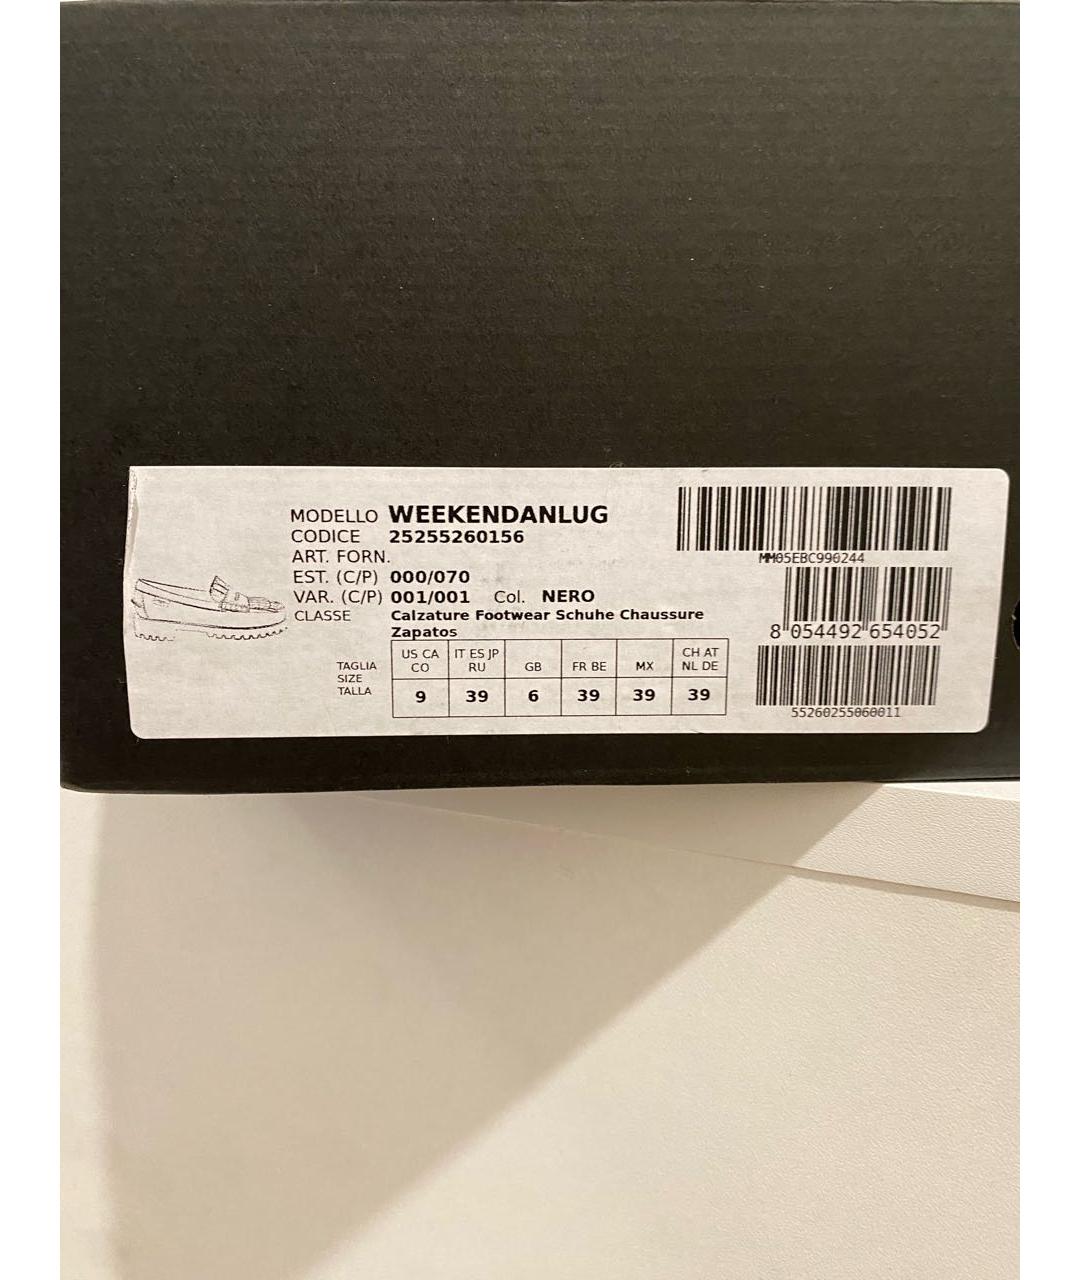 MODELLO WEEKENDANLUG
CODICE 25255260156
ART. FORN.
EST. (C/P) 000/070
VAR. (C/P) 001/001 Col. NERO
CLASSE Calzature Footwear Schuhe Chaussure
Zapatos
TAGLIA
SIZE
TALLA
US CA CO IT ES JP RU GB FR BE MX CH AT NL DE
9 39 6 39 39 39
MM05EBC990244
8 054492 654052
55260255060011